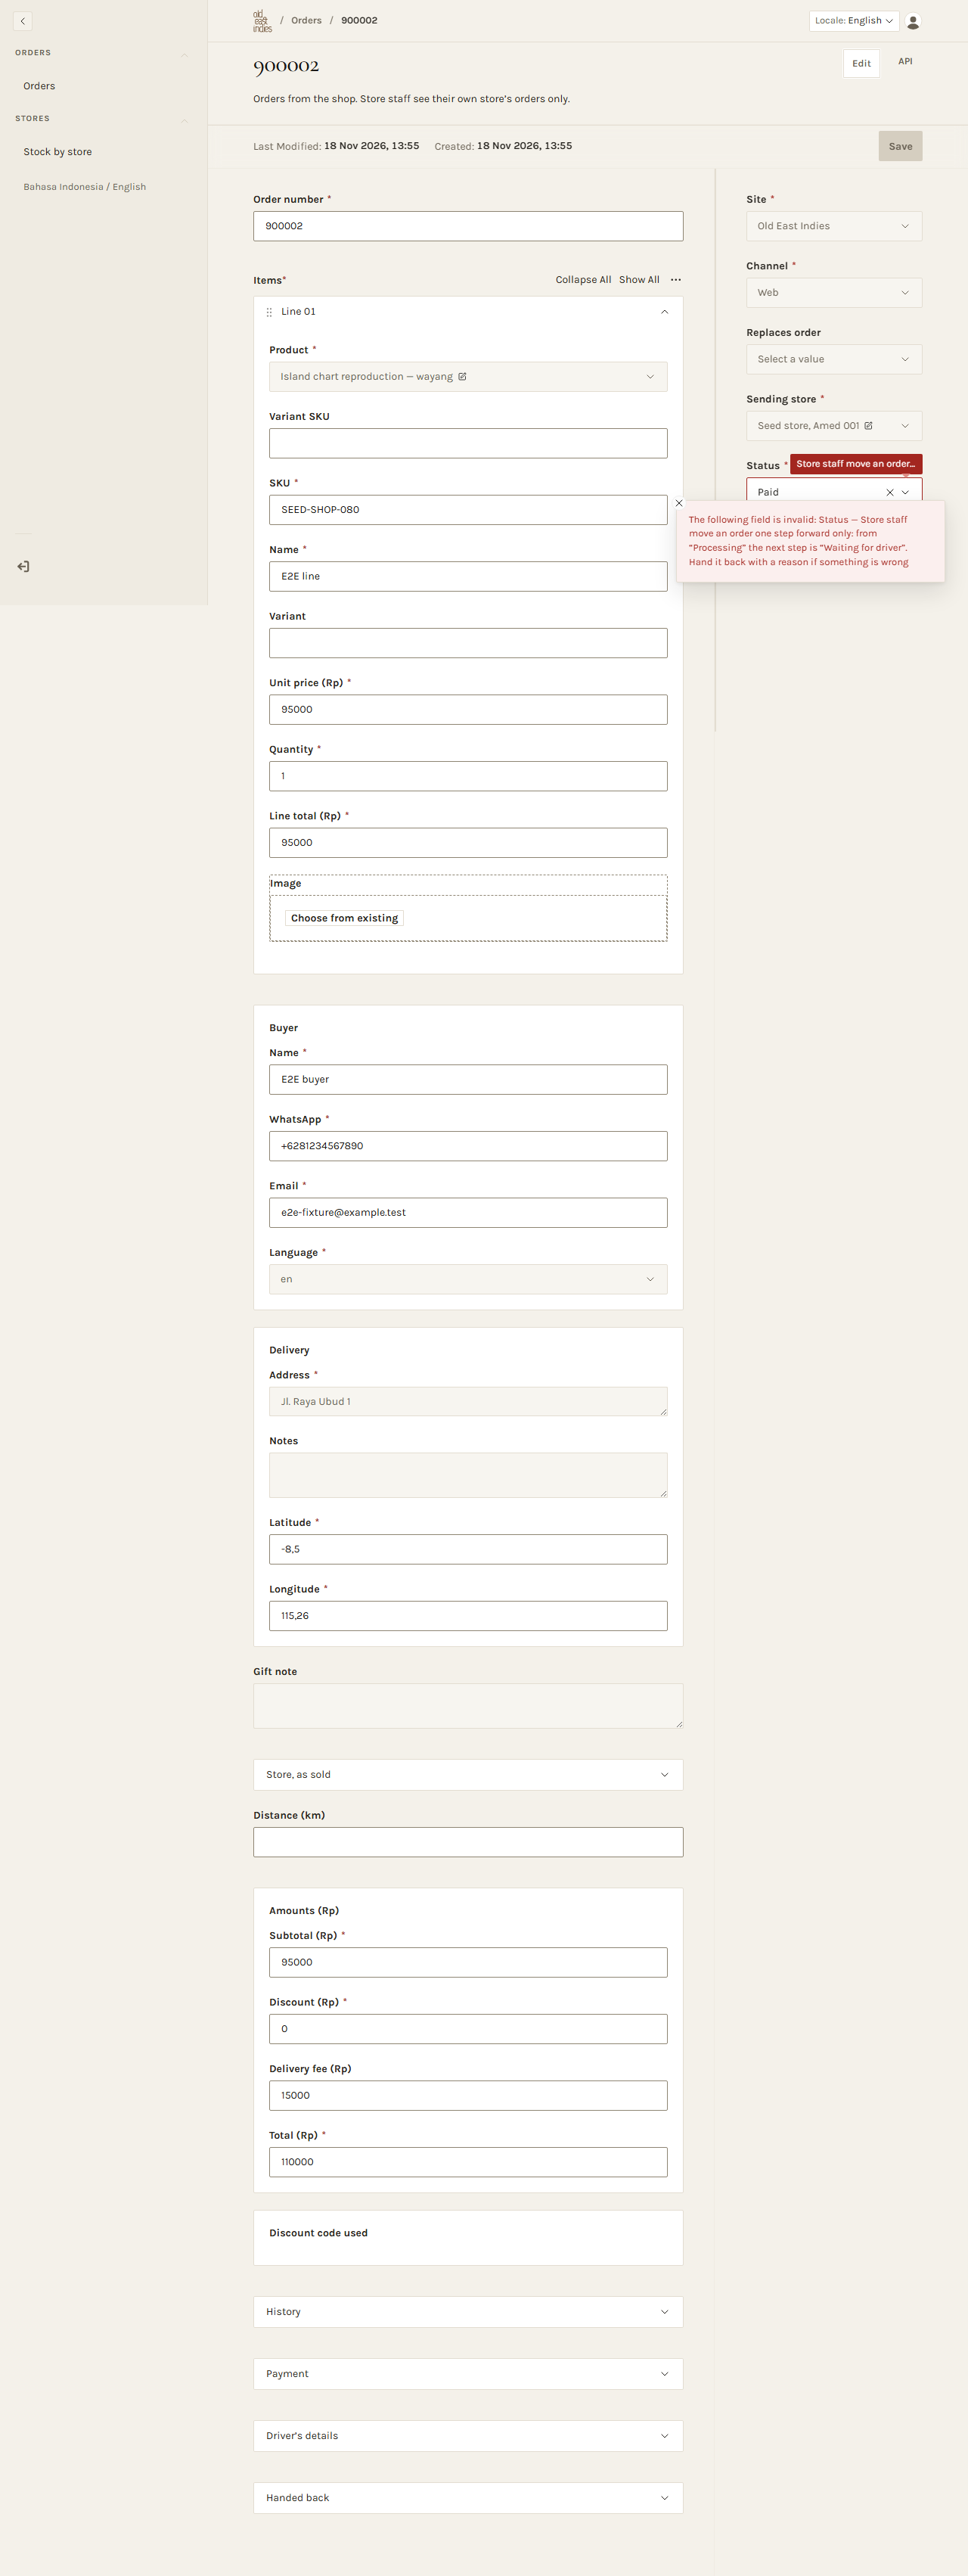 old east indies / Orders / 900002
Locale: English
ORDERS
Orders
STORES
Stock by store
Bahasa Indonesia / English
900002
Edit
API
Orders from the shop. Store staff see their own store's orders only.
Last Modified: 18 Nov 2026, 13:55 Created: 18 Nov 2026, 13:55
Save
Order number *
900002
Items*
Collapse All Show All
Line 01
Product *
Island chart reproduction — wayang
Variant SKU
SKU *
SEED-SHOP-080
Name *
E2E line
Variant
Unit price (Rp) *
95000
Quantity *
1
Line total (Rp) *
95000
Image
Choose from existing
Buyer
Name *
E2E buyer
WhatsApp *
+6281234567890
Email *
e2e-fixture@example.test
Language *
en
Delivery
Address *
Jl. Raya Ubud 1
Notes
Latitude *
-8,5
Longitude *
115,26
Gift note
Store, as sold
Distance (km)
Amounts (Rp)
Subtotal (Rp) *
95000
Discount (Rp) *
0
Delivery fee (Rp)
15000
Total (Rp) *
110000
Discount code used
History
Payment
Driver's details
Handed back
Site *
Old East Indies
Channel *
Web
Replaces order
Select a value
Sending store *
Seed store, Amed 001
Status *
Store staff move an order...
Paid
The following field is invalid: Status — Store staff
move an order one step forward only: from
“Processing” the next step is “Waiting for driver”.
Hand it back with a reason if something is wrong